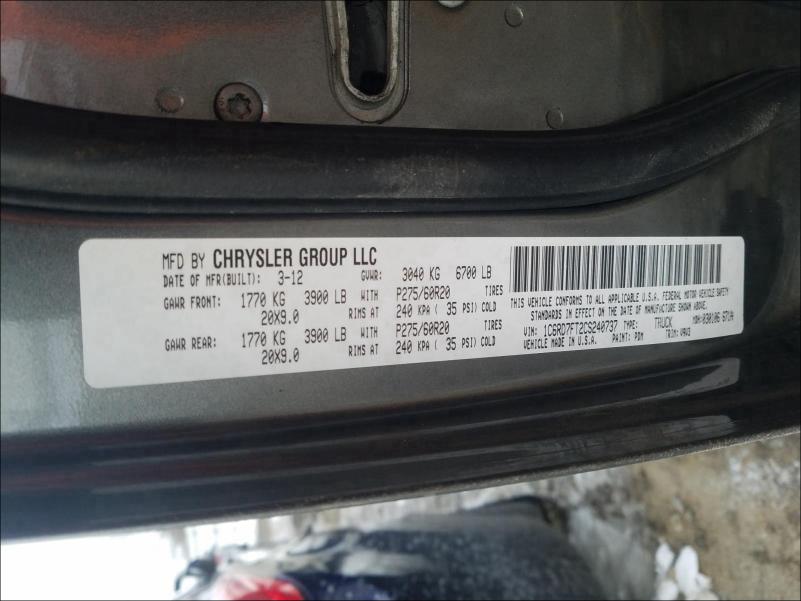 MFD BY CHRYSLER GROUP LLC
DATE OF MFR(BUILT): 3-12 GVWR: 3040 KG 6700 LB
GAWR FRONT: 1770 KG 3900 LB WITH P275/60R20 TIRES
20X9.0 RIMS AT 240 KPA ( 35 PSI) COLD
GAWR REAR: 1770 KG 3900 LB WITH P275/60R20 TIRES
20X9.0 RIMS AT 240 KPA ( 35 PSI) COLD
THIS VEHICLE CONFORMS TO ALL APPLICABLE U.S.A. FEDERAL MOTOR VEHICLE SAFETY
STANDARDS IN EFFECT ON THE DATE OF MANUFACTURE SHOWN ABOVE.
VIN: 1C6RD7FT2CS240737 TYPE: TRUCK MDH: 030106
VEHICLE MADE IN U.S.A. PAINT: PDM TRIM: V9V9